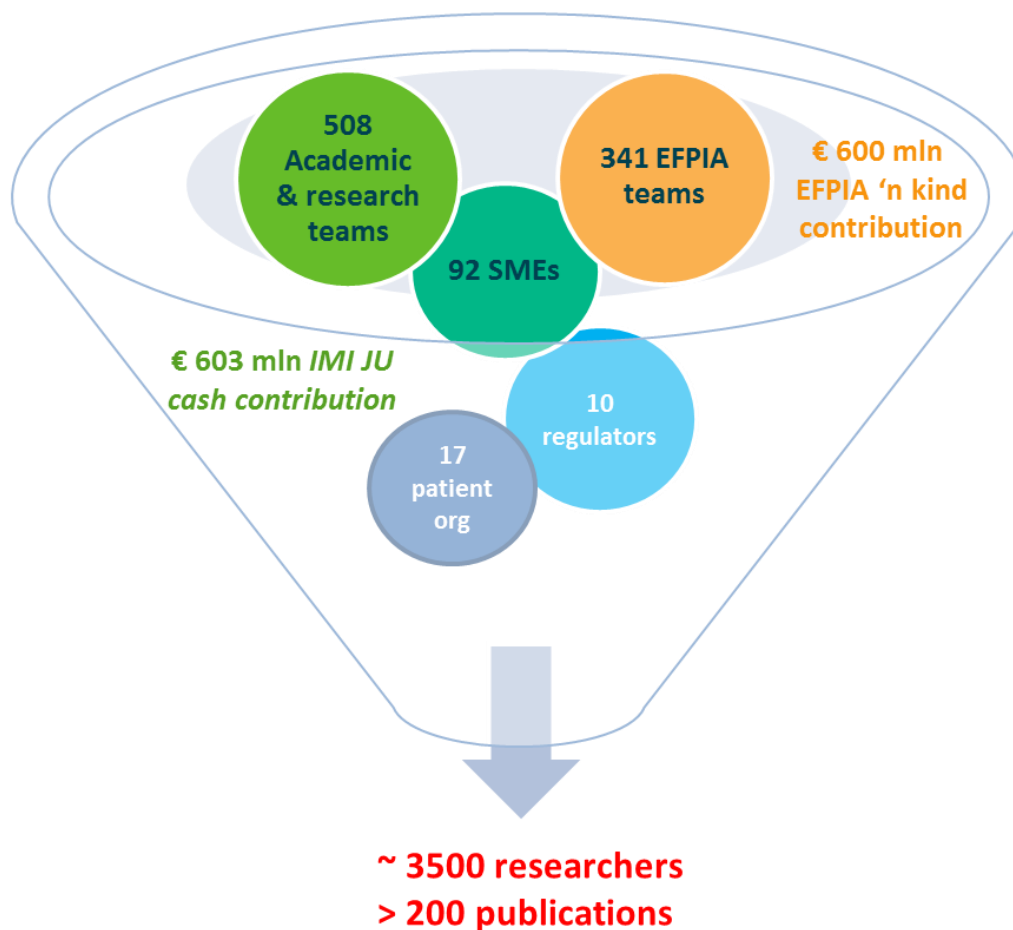 508
Academic
& research
teams
341 EFPIA
teams
€ 600 mln
EFPIA ‘n kind
contribution
92 SMEs
€ 603 mln IMI JU
cash contribution
10
regulators
17
patient
org
~ 3500 researchers
> 200 publications